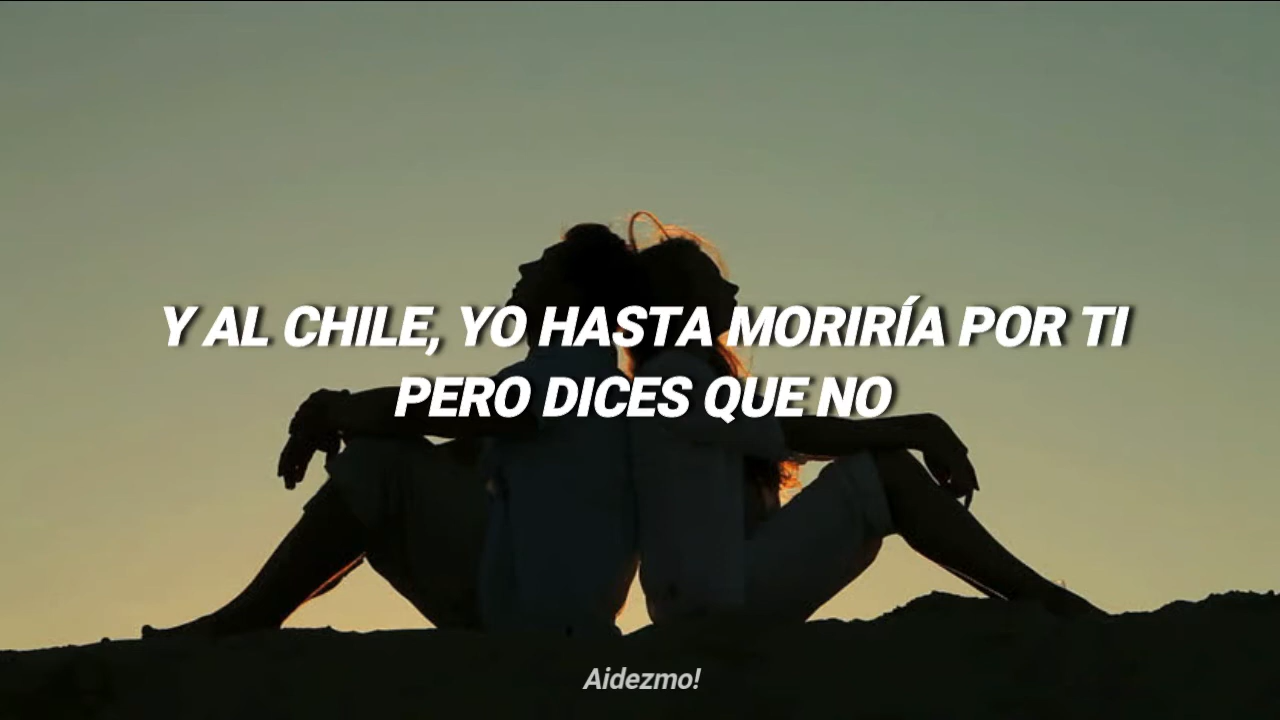 Y AL CHILE, YO HASTA MORIRÍA POR TI
PERO DICES QUE NO
Aidezmo!